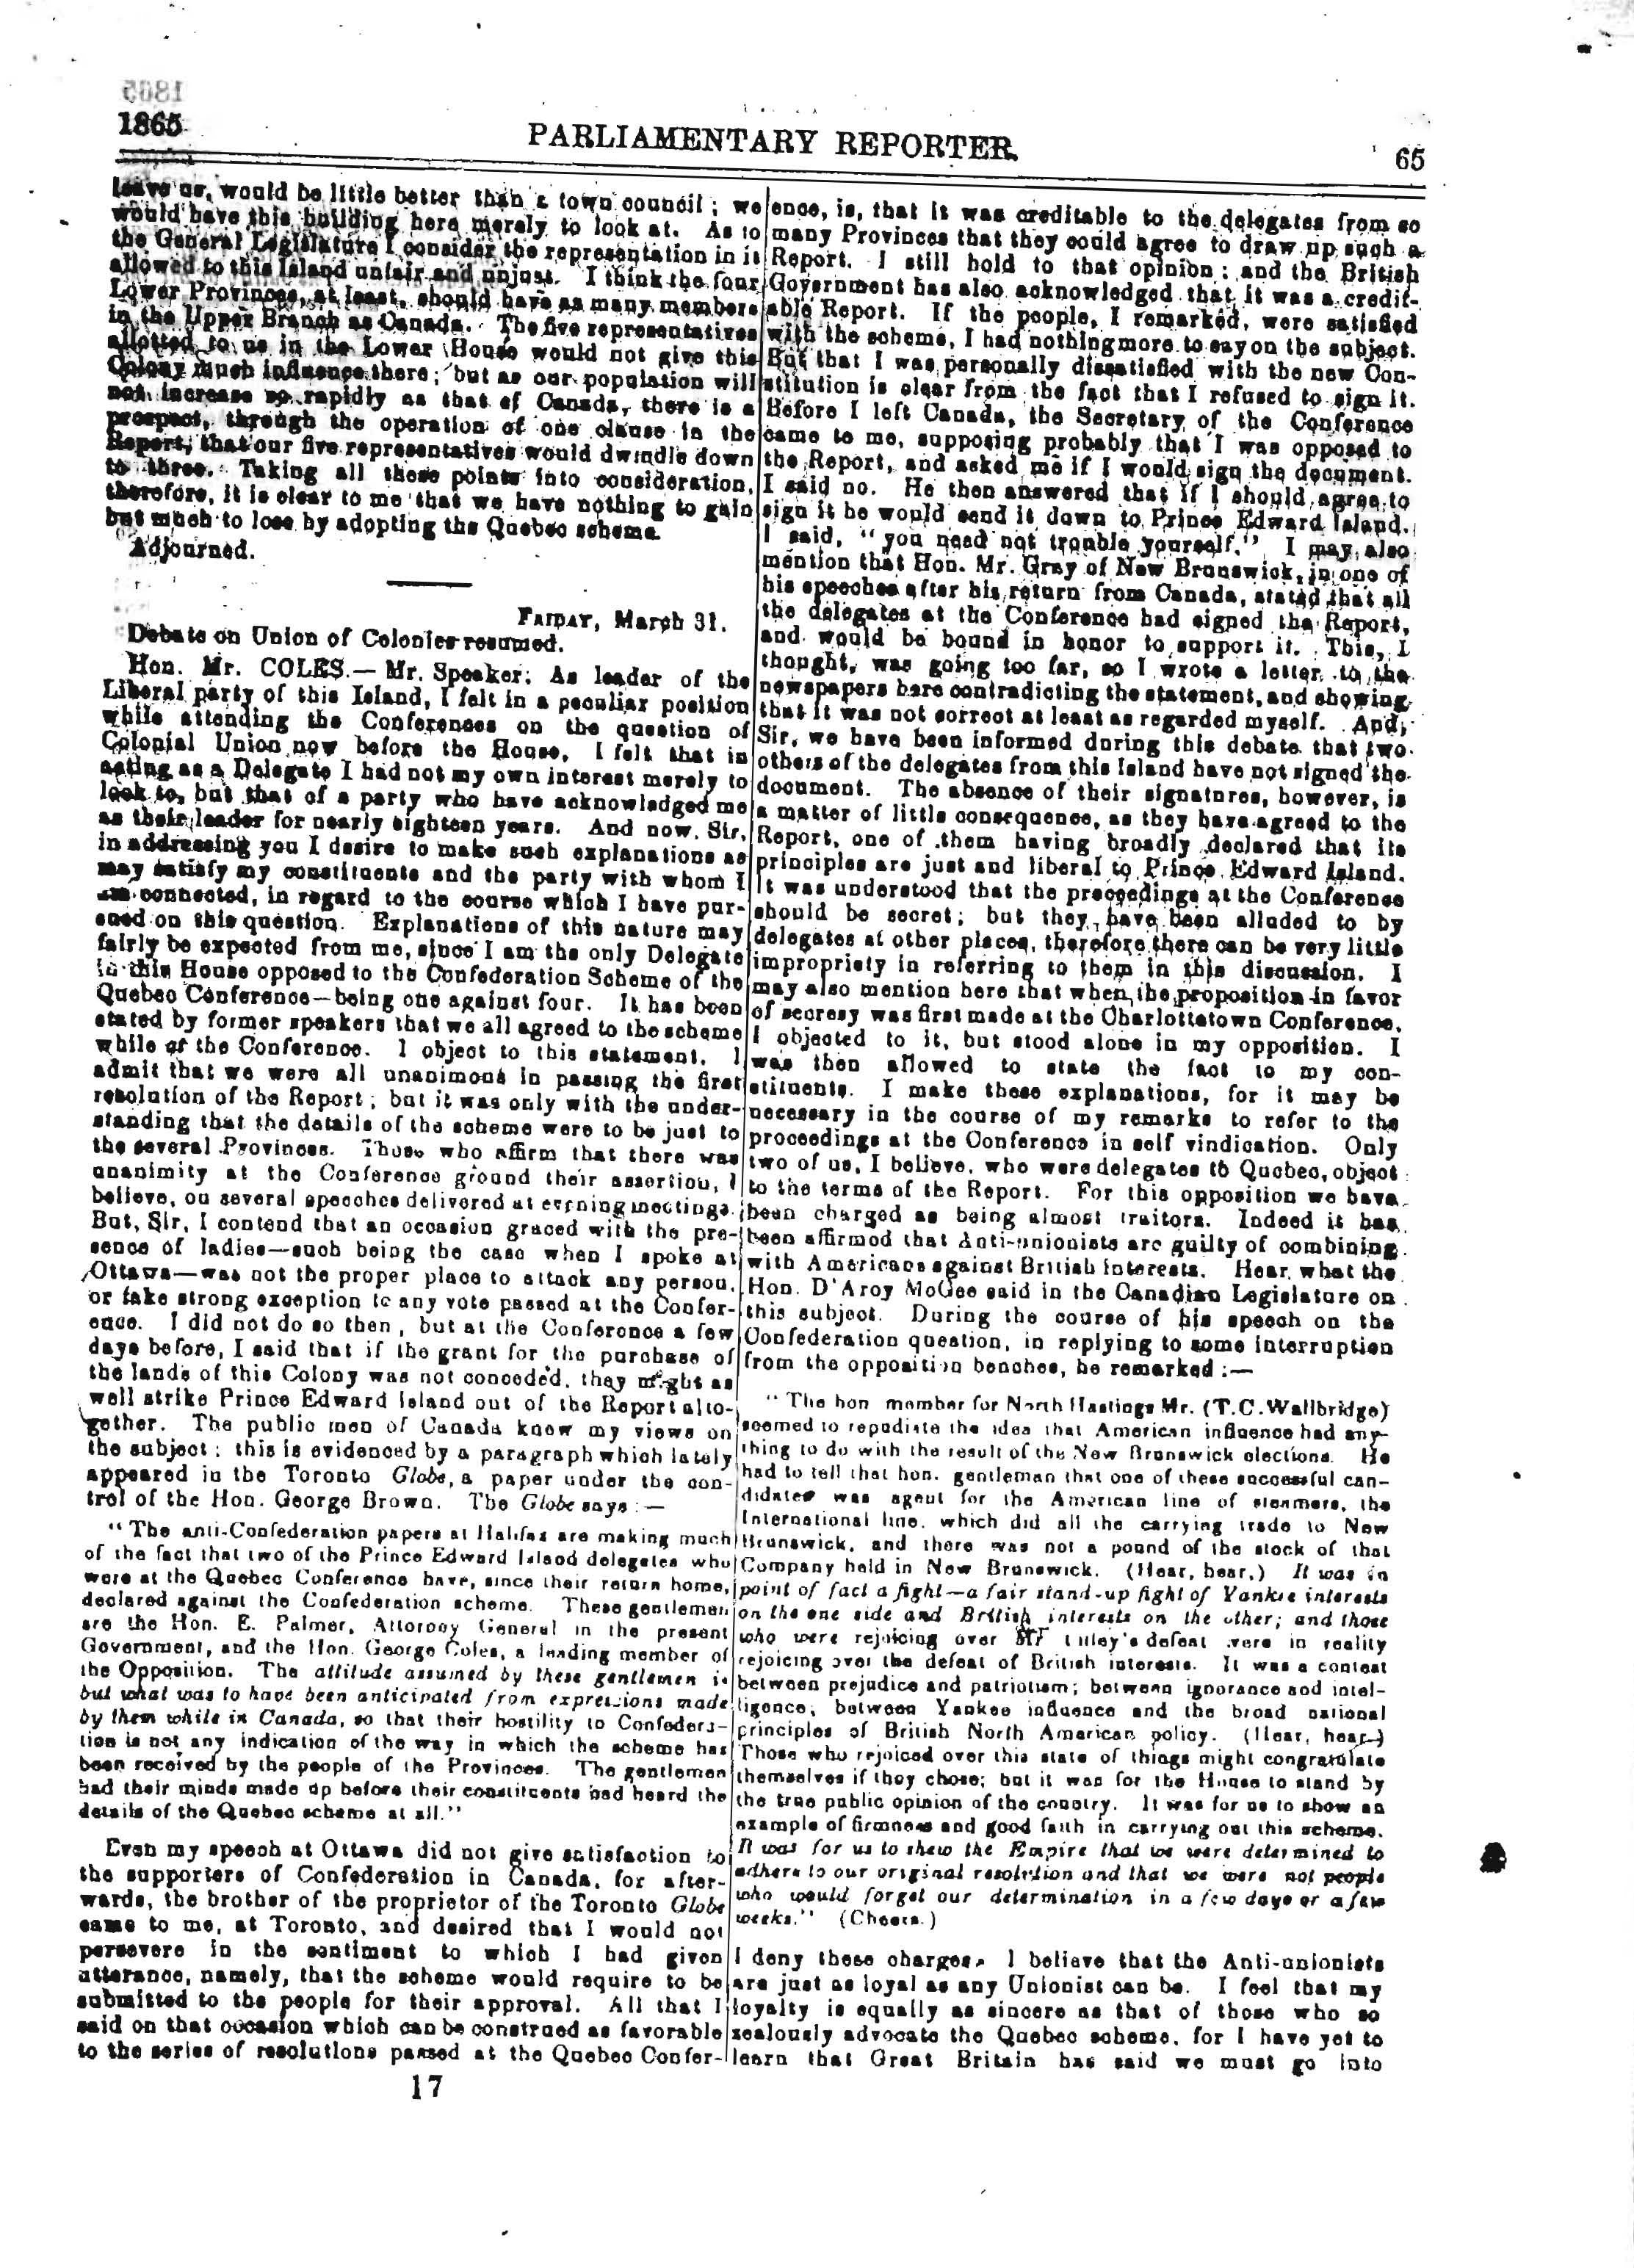 1865
PARLIAMENTARY REPORTER.
65
leave us, would be little better than a town council; we
would have this building here merely to look at. As to
the General Legislature I consider the representation in it
allowed to this Island unfair and unjust. I think the four
Lower Provinces, at least, should have as many members
in the Upper Branch as Canada. The five representatives
allotted to us in the Lower House would not give this
Colony much influence there; but as our population will
not increase so rapidly as that of Canada, there is a
prospect, through the operation of one clause in the
Report, that our five representatives would dwindle down
to three. Taking all these points into consideration,
therefore, it is clear to me that we have nothing to gain
but much to lose by adopting the Quebec scheme.
Adjourned.
FRIDAY, March 31.
Debate on Union of Colonies resumed.
Hon. Mr. COLES.—Mr. Speaker: As leader of the
Liberal party of this Island, I felt in a peculiar position
while attending the Conferences on the question of
Colonial Union now before the House. I felt that in
acting as a Delegate I had not my own interest merely to
look to, but that of a party who have acknowledged me
as their leader for nearly eighteen years. And now, Sir,
in addressing you I desire to make such explanations as
may satisfy my constituents and the party with whom I
am connected, in regard to the course which I have pur-
sued on this question. Explanations of this nature may
fairly be expected from me, since I am the only Delegate
in this House opposed to the Confederation Scheme of the
Quebec Conference—being one against four. It has been
stated by former speakers that we all agreed to the scheme
while at the Conference. I object to this statement. I
admit that we were all unanimous in passing the first
resolution of the Report; but it was only with the under-
standing that the details of the scheme were to be just to
the several Provinces. Those who affirm that there was
unanimity at the Conference ground their assertion, I
believe, on several speeches delivered at evening meetings.
But, Sir, I contend that an occasion graced with the pre-
sence of ladies—such being the case when I spoke at
Ottawa—was not the proper place to attack any person,
or take strong exception to any vote passed at the Confer-
ence. I did not do so then, but at the Conference a few
days before, I said that if the grant for the purchase of
the lands of this Colony was not conceded, they might as
well strike Prince Edward Island out of the Report alto-
gether. The public men of Canada know my views on
the subject; this is evidenced by a paragraph which lately
appeared in the Toronto Globe, a paper under the con-
trol of the Hon. George Brown. The Globe says:—
"The anti-Confederation papers at Halifax are making much
of the fact that two of the Prince Edward Island delegates who
were at the Quebec Conference have, since their return home,
declared against the Confederation scheme. These gentlemen
are the Hon. E. Palmer, Attorney General in the present
Government, and the Hon. George Coles, a leading member of
the Opposition. The attitude assumed by these gentlemen is
but what was to have been anticipated from expressions made
by them while in Canada, so that their hostility to Confedera-
tion is not any indication of the way in which the scheme has
been received by the people of the Provinces. The gentlemen
had their minds made up before their constituents had heard the
details of the Quebec scheme at all."
Even my speech at Ottawa did not give satisfaction to
the supporters of Confederation in Canada, for after-
wards, the brother of the proprietor of the Toronto Globe
came to me, at Toronto, and desired that I would not
persevere in the sentiment to which I had given
utterance, namely, that the scheme would require to be
submitted to the people for their approval. All that I
said on that occasion which can be construed as favorable
to the series of resolutions passed at the Quebec Confer-
17
ence, is, that it was creditable to the delegates from so
many Provinces that they could agree to draw up such a
Report. I still hold to that opinion; and the British
Government has also acknowledged that it was a credit-
able Report. If the people, I remarked, were satisfied
with the scheme, I had nothing more to say on the subject.
But that I was personally dissatisfied with the new Con-
stitution is clear from the fact that I refused to sign it.
Before I left Canada, the Secretary of the Conference
came to me, supposing probably that I was opposed to
the Report, and asked me if I would sign the document.
I said no. He then answered that if I should agree to
sign it he would send it down to Prince Edward Island.
I said, "you need not trouble yourself." I may also
mention that Hon. Mr. Gray of New Brunswick, in one of
his speeches after his return from Canada, stated that all
the delegates at the Conference had signed the Report,
and would be bound in honor to support it. This, I
thought, was going too far, so I wrote a letter to the
newspapers here contradicting the statement, and showing
that it was not correct at least as regarded myself. And,
Sir, we have been informed during this debate that two
others of the delegates from this Island have not signed the
document. The absence of their signatures, however, is
a matter of little consequence, as they have agreed to the
Report, one of them having broadly declared that its
principles are just and liberal to Prince Edward Island.
It was understood that the proceedings at the Conference
should be secret; but they have been alluded to by
delegates at other places, therefore there can be very little
impropriety in referring to them in this discussion. I
may also mention here that when the proposition in favor
of secresy was first made at the Charlottetown Conference,
I objected to it, but stood alone in my opposition. I
was then allowed to state the fact to my con-
stituents. I make these explanations, for it may be
necessary in the course of my remarks to refer to the
proceedings at the Conference in self vindication. Only
two of us, I believe, who were delegates to Quebec, object
to the terms of the Report. For this opposition we have
been charged as being almost traitors. Indeed it has
been affirmed that Anti-unionists are guilty of combining
with Americans against British interests. Hear what the
Hon. D'Arcy McGee said in the Canadian Legislature on
this subject. During the course of his speech on the
Confederation question, in replying to some interruption
from the opposition benches, he remarked:—
"The hon member for North Hastings Mr. (T.C. Wallbridge)
seemed to repudiate the idea that American influence had any-
thing to do with the result of the New Brunswick elections. He
had to tell that hon. gentleman that one of these successful can-
didates was agent for the American line of steamers, the
International line, which did all the carrying trade to New
Brunswick, and there was not a pound of the stock of that
Company held in New Brunswick. (Hear, hear.) It was in
point of fact a fight—a fair stand-up fight of Yankee interests
on the one side and British interests on the other; and those
who were rejoicing over Mr Tilley's defeat were in reality
rejoicing over the defeat of British interests. It was a contest
between prejudice and patriotism; between ignorance and intel-
ligence; between Yankee influence and the broad national
principles of British North American policy. (Hear, hear.)
Those who rejoiced over this state of things might congratulate
themselves if they chose; but it was for the House to stand by
the true public opinion of the country. It was for us to show an
example of firmness and good faith in carrying out this scheme.
It was for us to shew the Empire that we were determined to
adhere to our original resolution and that we were not people
who would forget our determination in a few days or a few
weeks." (Cheers.)
I deny these charges. I believe that the Anti-unionists
are just as loyal as any Unionist can be. I feel that my
loyalty is equally as sincere as that of those who so
zealously advocate the Quebec scheme, for I have yet to
learn that Great Britain has said we must go into